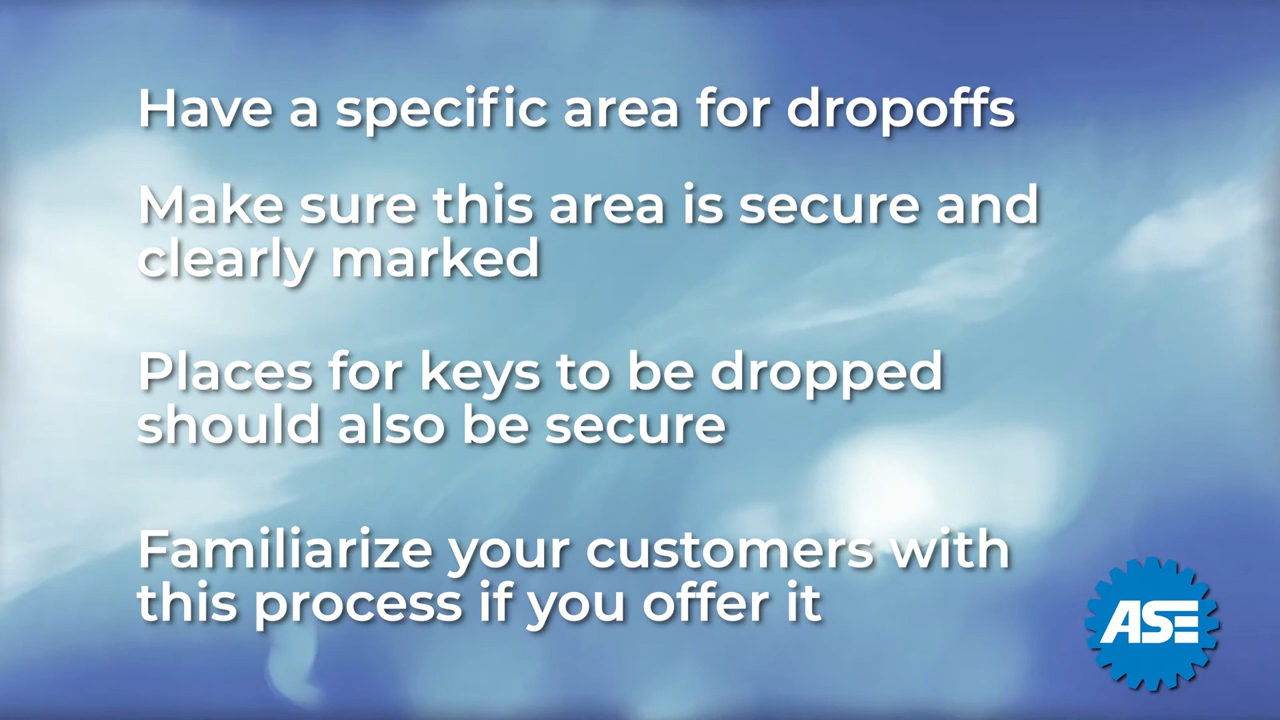 Have a specific area for dropoffs
Make sure this area is secure and
clearly marked
Places for keys to be dropped
should also be secure
Familiarize your customers with
this process if you offer it
ASE